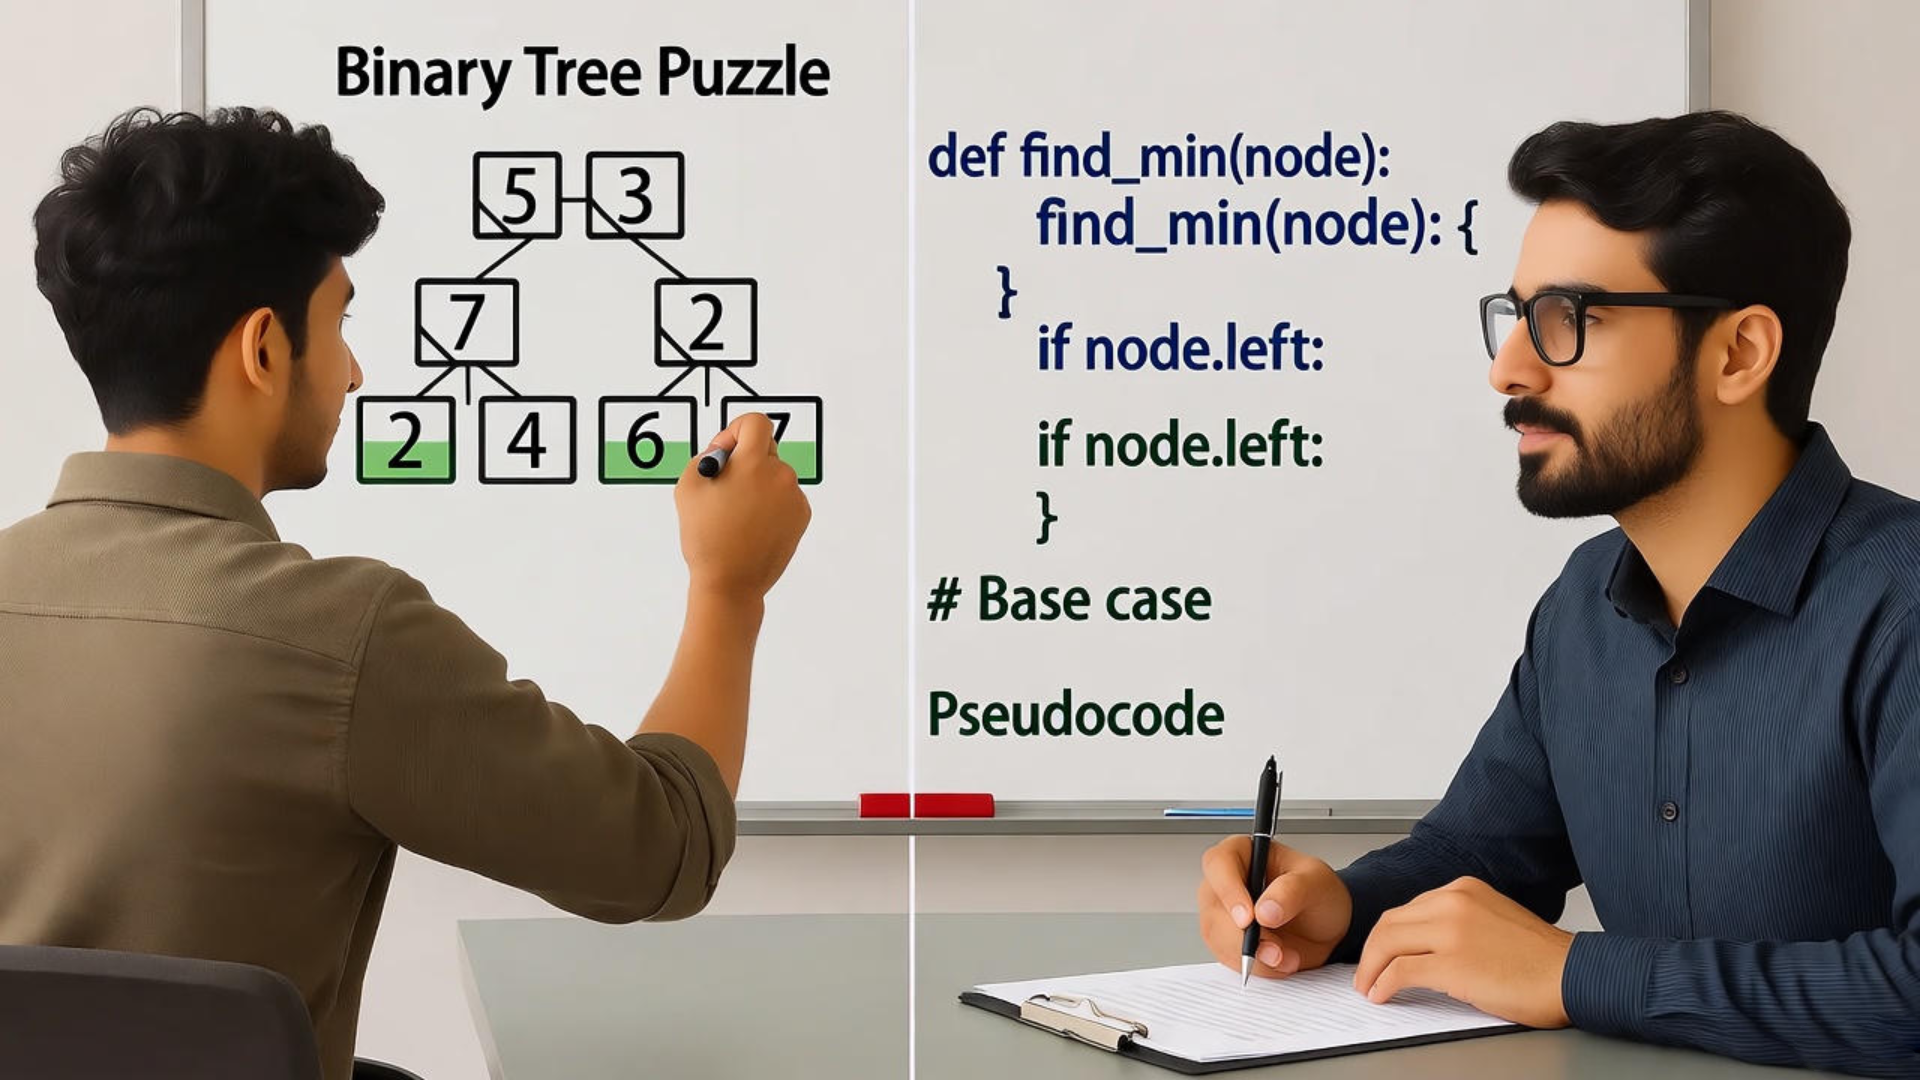 Binary Tree Puzzle
5 3
7 2
2 4 6 7
def find_min(node):
find_min(node): {
}
if node.left:
if node.left:
}
# Base case
Pseudocode